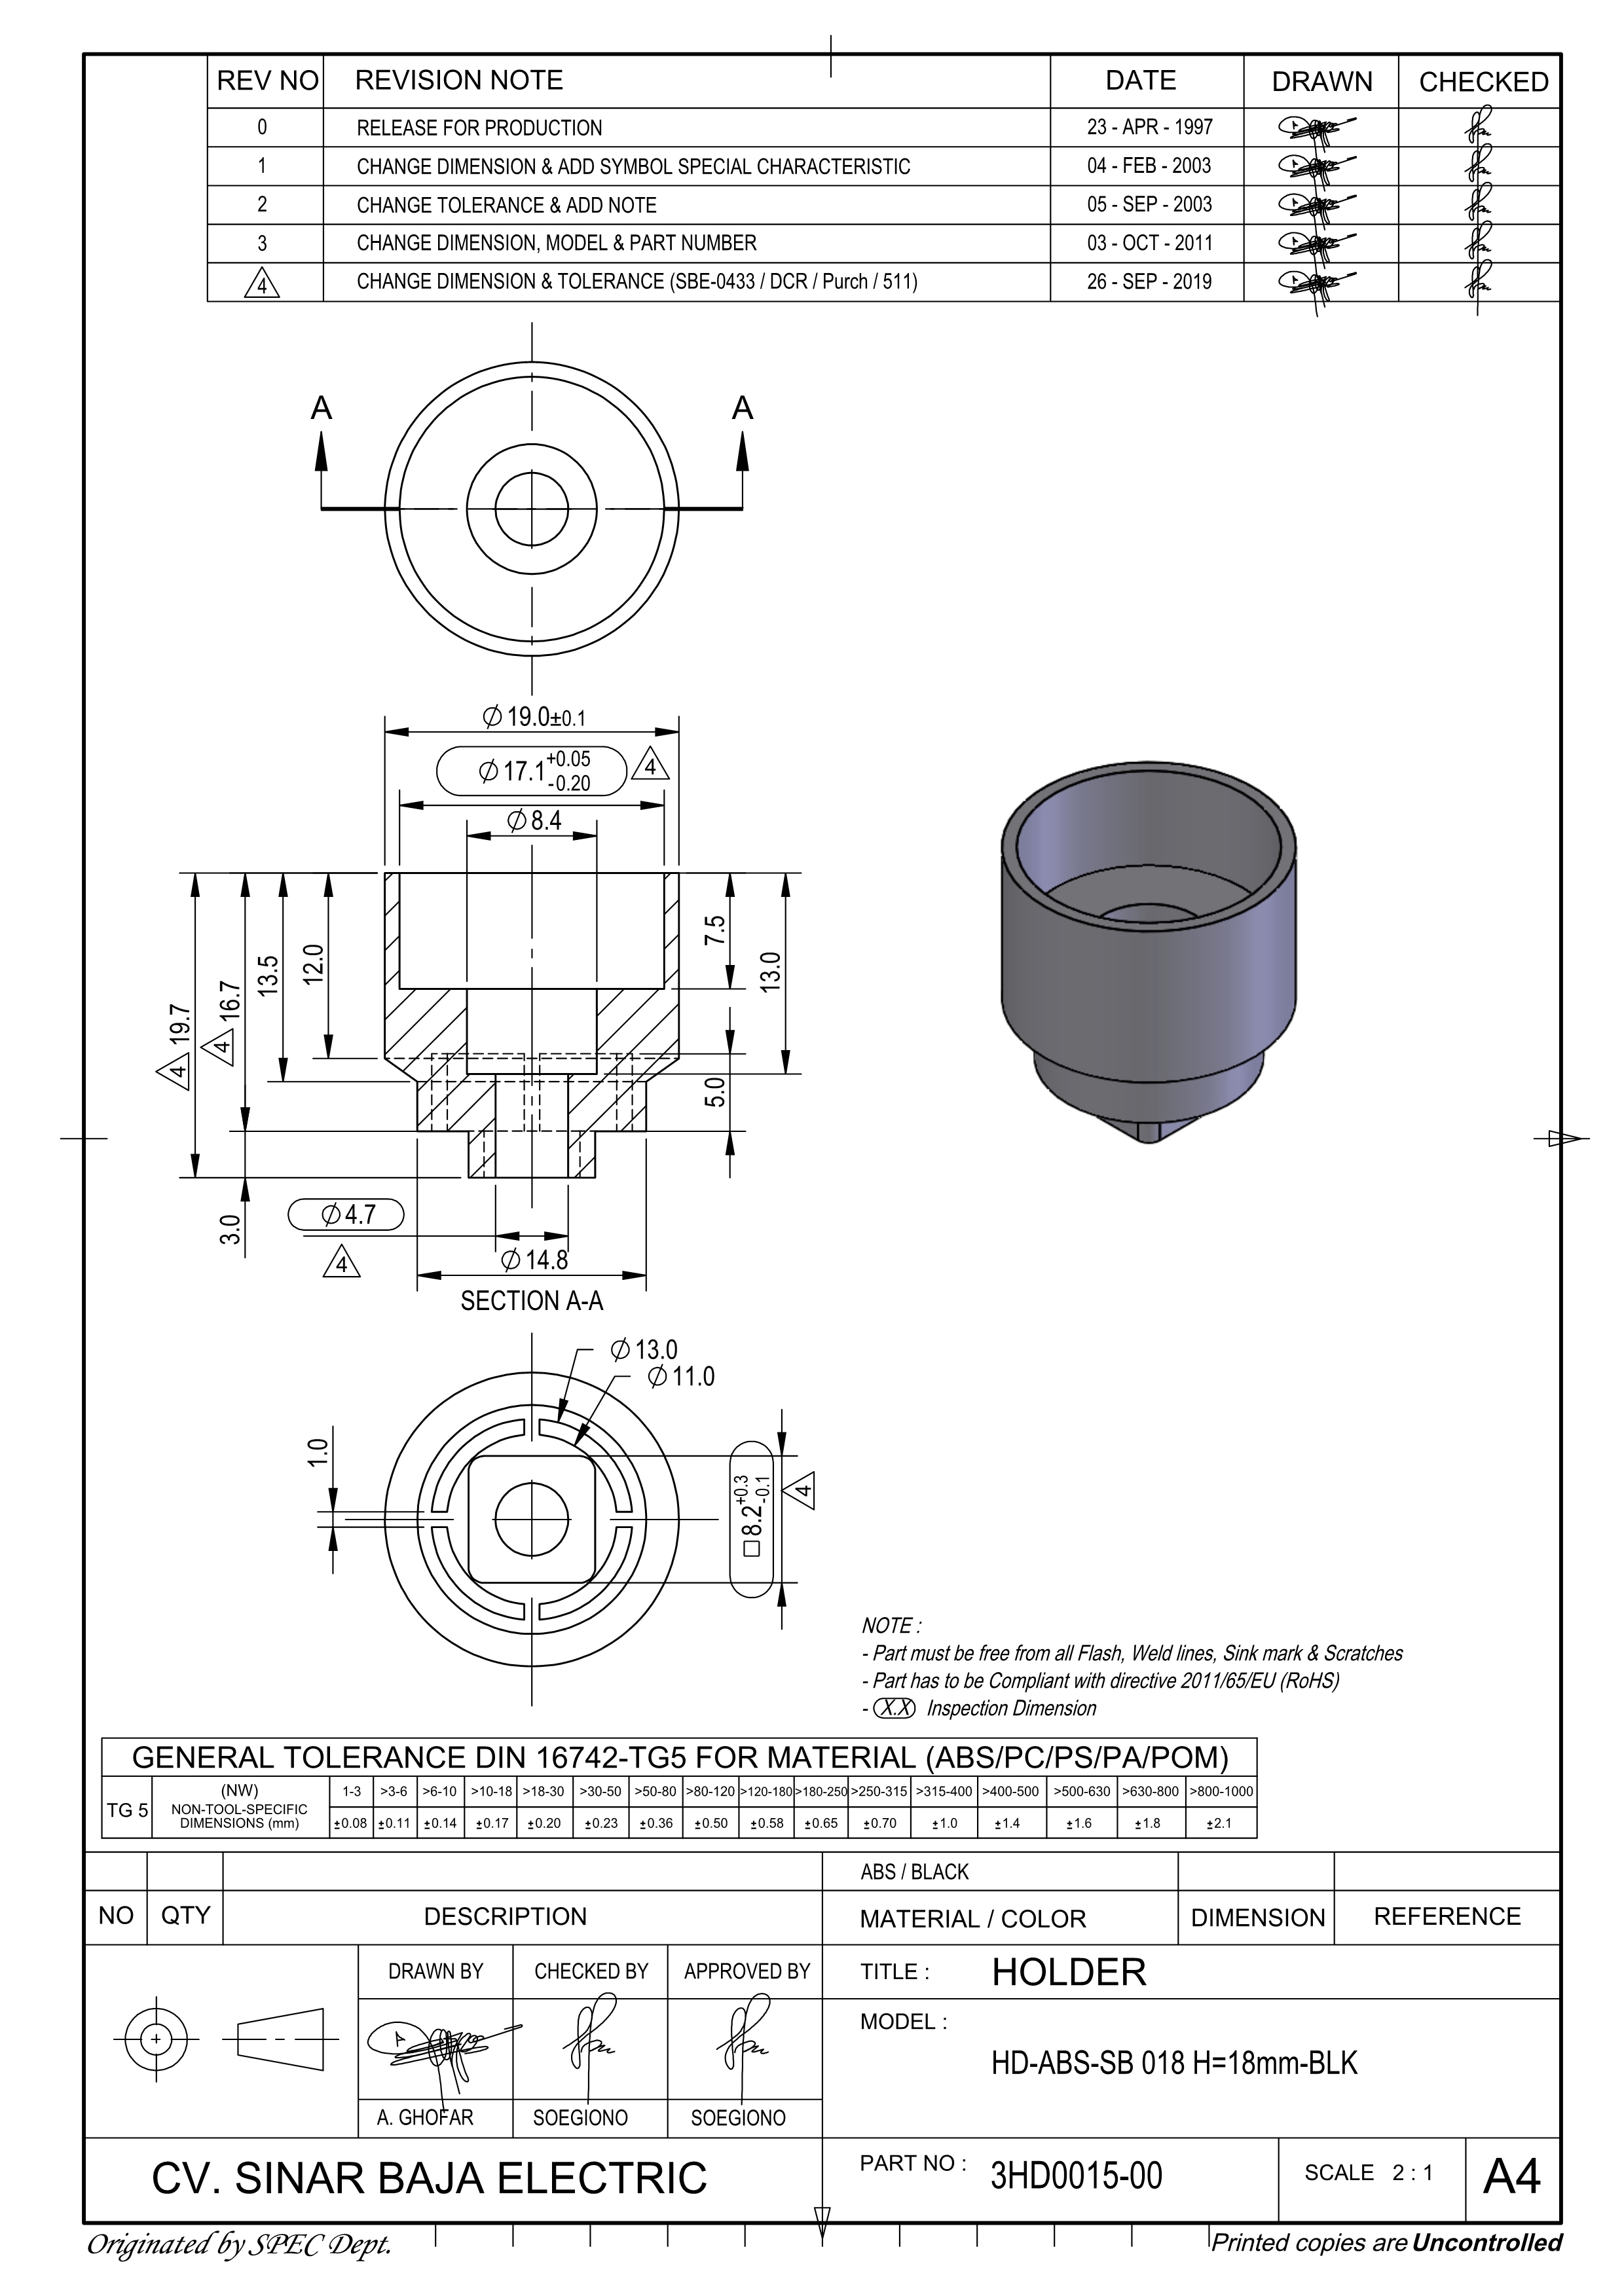 REV NO REVISION NOTE DATE DRAWN CHECKED
0 RELEASE FOR PRODUCTION 23 - APR - 1997
1 CHANGE DIMENSION & ADD SYMBOL SPECIAL CHARACTERISTIC 04 - FEB - 2003
2 CHANGE TOLERANCE & ADD NOTE 05 - SEP - 2003
3 CHANGE DIMENSION, MODEL & PART NUMBER 03 - OCT - 2011
4 CHANGE DIMENSION & TOLERANCE (SBE-0433 / DCR / Purch / 511) 26 - SEP - 2019
A A
Ø 19.0±0.1
Ø 17.1 +0.05 -0.20 4
Ø 8.4
4 19.7
4 16.7
13.5
12.0
7.5
13.0
5.0
3.0
Ø 4.7
4
Ø 14.8
SECTION A-A
Ø 13.0
Ø 11.0
1.0
□ 8.2 +0.3 -0.1 4
NOTE :
- Part must be free from all Flash, Weld lines, Sink mark & Scratches
- Part has to be Compliant with directive 2011/65/EU (RoHS)
- X.X Inspection Dimension
GENERAL TOLERANCE DIN 16742-TG5 FOR MATERIAL (ABS/PC/PS/PA/POM)
TG 5 (NW) NON-TOOL-SPECIFIC DIMENSIONS (mm) 1-3 >3-6 >6-10 >10-18 >18-30 >30-50 >50-80 >80-120 >120-180 >180-250 >250-315 >315-400 >400-500 >500-630 >630-800 >800-1000
±0.08 ±0.11 ±0.14 ±0.17 ±0.20 ±0.23 ±0.36 ±0.50 ±0.58 ±0.65 ±0.70 ±1.0 ±1.4 ±1.6 ±1.8 ±2.1
ABS / BLACK
NO QTY DESCRIPTION MATERIAL / COLOR DIMENSION REFERENCE
DRAWN BY CHECKED BY APPROVED BY
A. GHOFAR SOEGIONO SOEGIONO
TITLE : HOLDER
MODEL :
HD-ABS-SB 018 H=18mm-BLK
CV. SINAR BAJA ELECTRIC
PART NO : 3HD0015-00 SCALE 2 : 1 A4
Originated by SPEC Dept.
Printed copies are Uncontrolled